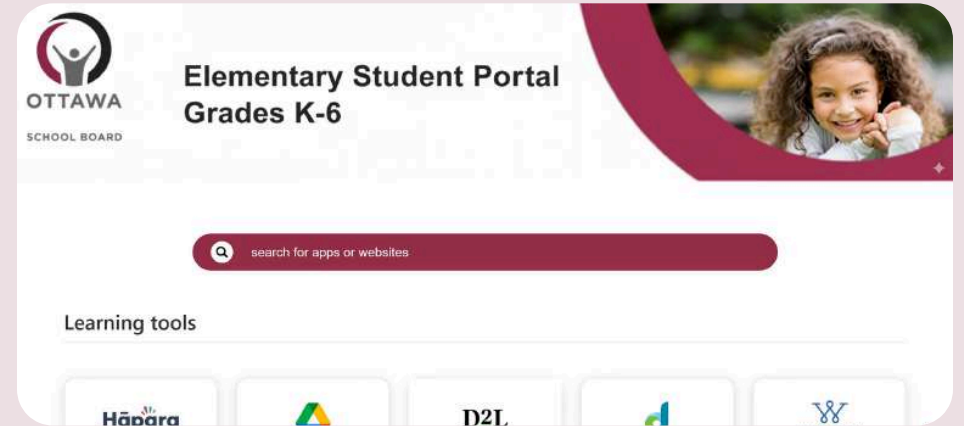 Elementary Student Portal
Grades K-6
OTTAWA
SCHOOL BOARD
search for apps or websites
Learning tools
Hāpara
D2L